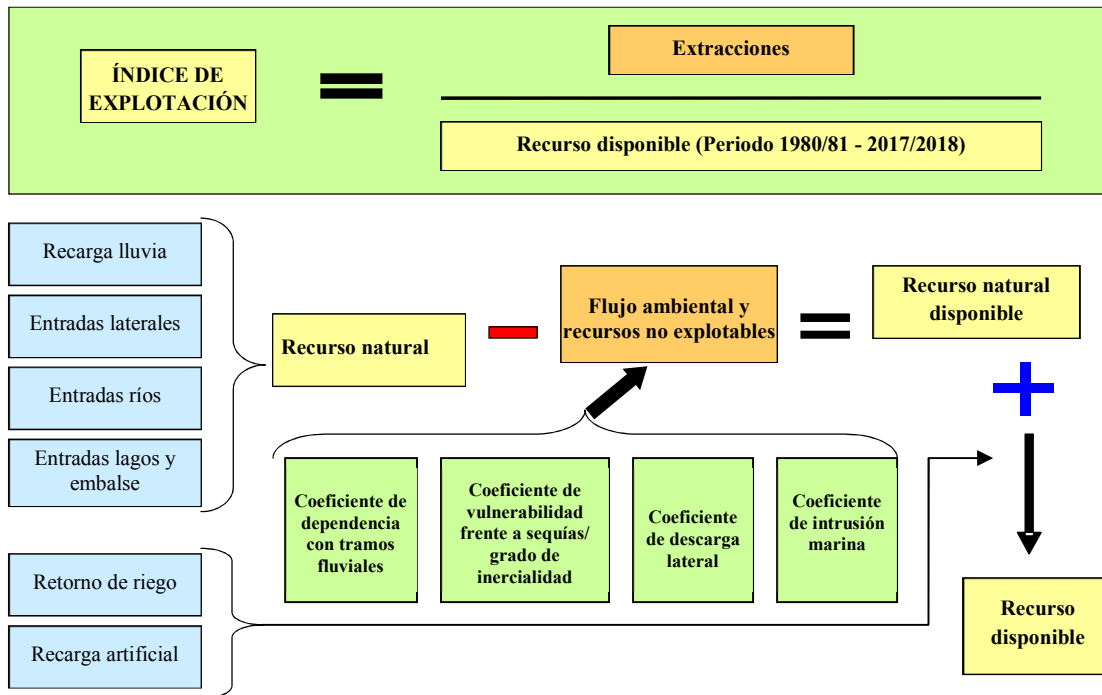 ÍNDICE DE
EXPLOTACIÓN
Extracciones
Recurso disponible (Periodo 1980/81 - 2017/2018)
Recarga lluvia
Entradas laterales
Entradas ríos
Entradas lagos y
embalse
Recurso natural
Flujo ambiental y
recursos no explotables
Recurso natural
disponible
Coeficiente de
dependencia
con tramos
fluviales
Coeficiente de
vulnerabilidad
frente a sequías/
grado de
inercialidad
Coeficiente
de descarga
lateral
Coeficiente
de intrusión
marina
Retorno de riego
Recarga artificial
Recurso
disponible